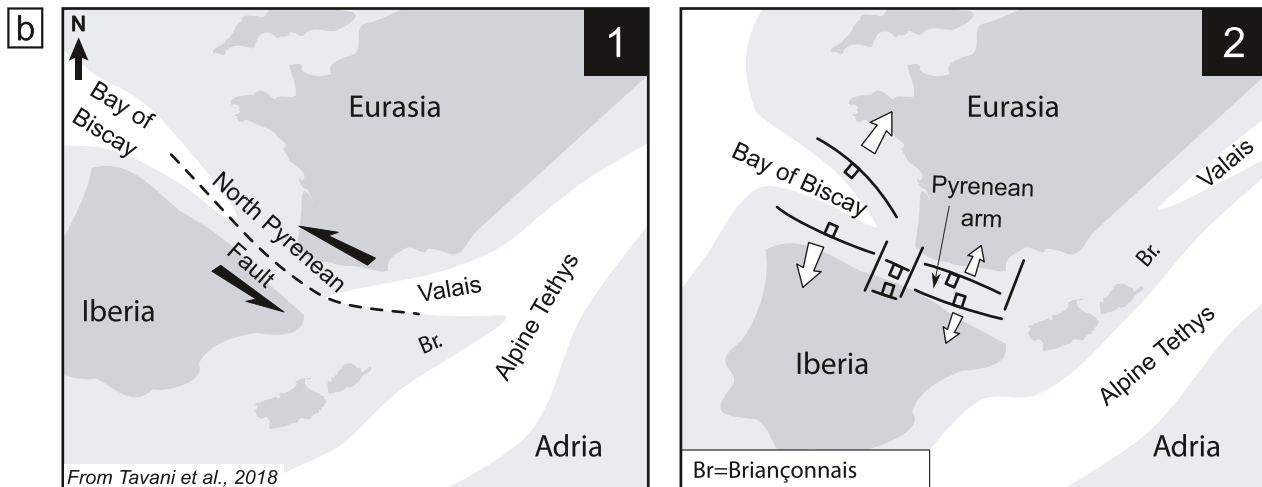 b
N
1
Bay of
Biscay
Eurasia
North Pyrenean
Fault
Iberia
Valais
Br.
Alpine Tethys
Adria
From Tavani et al., 2018
2
Eurasia
Bay of Biscay
Pyrenean
arm
Valais
Br.
Iberia
Alpine Tethys
Adria
Br=Briançonnais